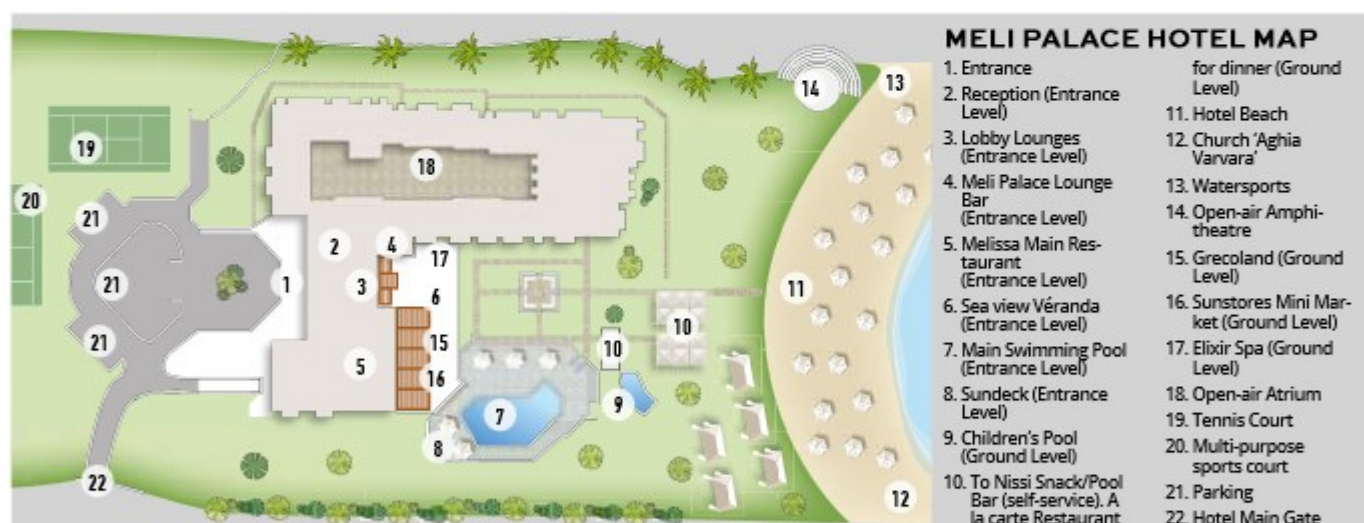 MELI PALACE HOTEL MAP
1. Entrance
2. Reception (Entrance
Level)
3. Lobby Lounges
(Entrance Level)
4. Meli Palace Lounge
Bar
(Entrance Level)
5. Melissa Main Res-
taurant
(Entrance Level)
6. Sea view Véranda
(Entrance Level)
7. Main Swimming Pool
(Entrance Level)
8. Sundeck (Entrance
Level)
9. Children's Pool
(Ground Level)
10. To Nissi Snack/Pool
Bar (self-service). A
la carte Restaurant
for dinner (Ground
Level)
11. Hotel Beach
12. Church ‘Aghia
Varvara’
13. Watersports
14. Open-air Amphi-
theatre
15. Grecoland (Ground
Level)
16. Sunstores Mini Mar-
ket (Ground Level)
17. Elixir Spa (Ground
Level)
18. Open-air Atrium
19. Tennis Court
20. Multi-purpose
sports court
21. Parking
22. Hotel Main Gate
13
14
19
18
20
21
2
4
17
21
1
3
6
11
10
15
10
21
5
16
9
7
8
22
12